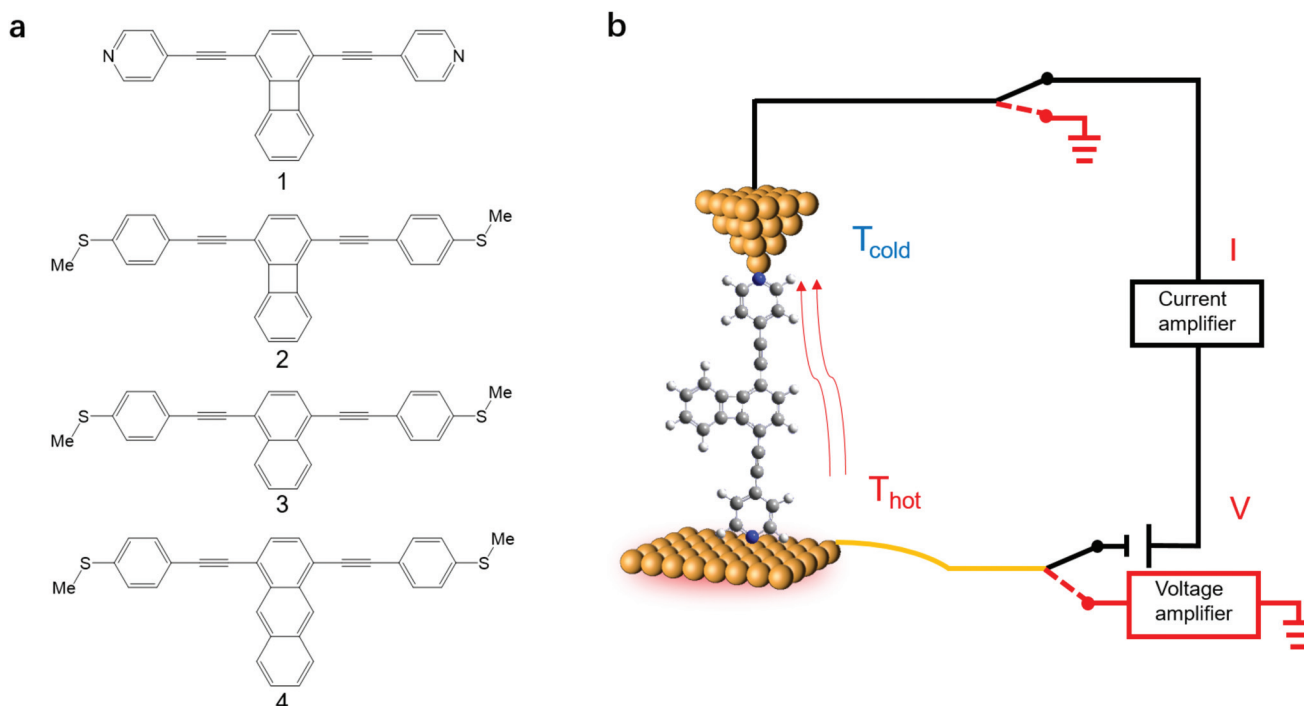 a
N
N
1
Me
S
S
Me
2
Me
S
S
Me
3
Me
S
S
Me
4
b
T_cold
T_hot
I
Current
amplifier
V
Voltage
amplifier